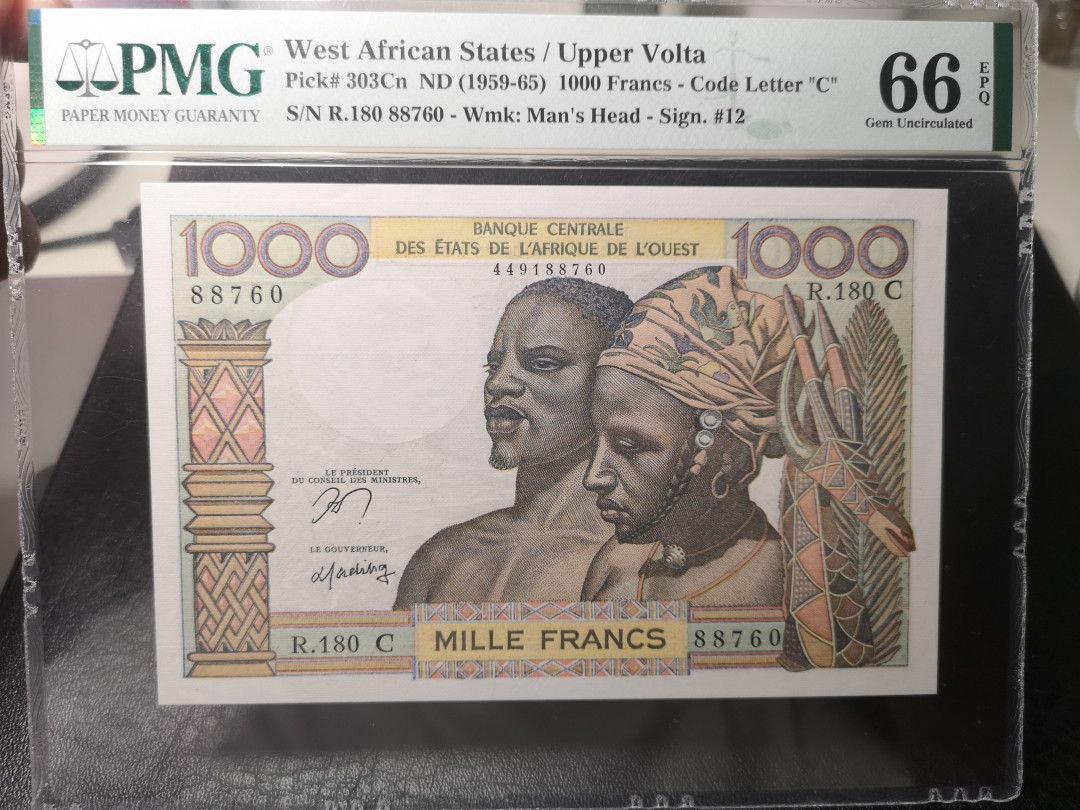 PMG®
PAPER MONEY GUARANTY
West African States / Upper Volta
Pick# 303Cn ND (1959-65) 1000 Francs - Code Letter "C"
S/N R.180 88760 - Wmk: Man's Head - Sign. #12
66
EPQ
Gem Uncirculated
1000
BANQUE CENTRALE
DES ÉTATS DE L'AFRIQUE DE L'OUEST
1000
449188760
88760
R.180 C
LE PRÉSIDENT
DU CONSEIL DES MINISTRES,
LE GOUVERNEUR,
R.180 C
MILLE FRANCS
88760